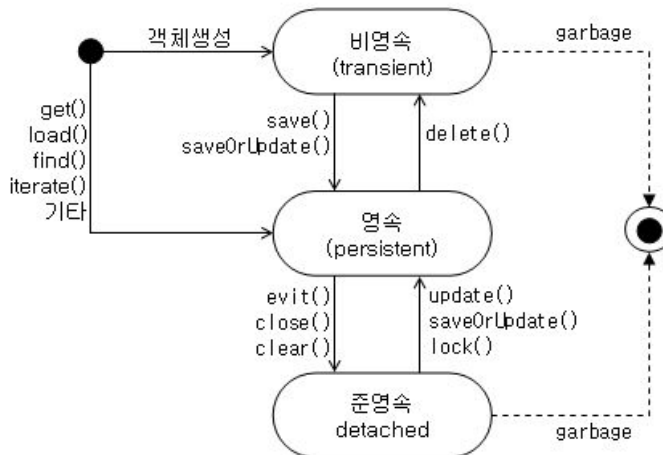 객체생성
비영속
(transient)
garbage
get()
load()
find()
iterate()
기타
save()
saveOrUpdate()
delete()
영속
(persistent)
evit()
close()
clear()
update()
saveOrUpdate()
lock()
준영속
detached
garbage